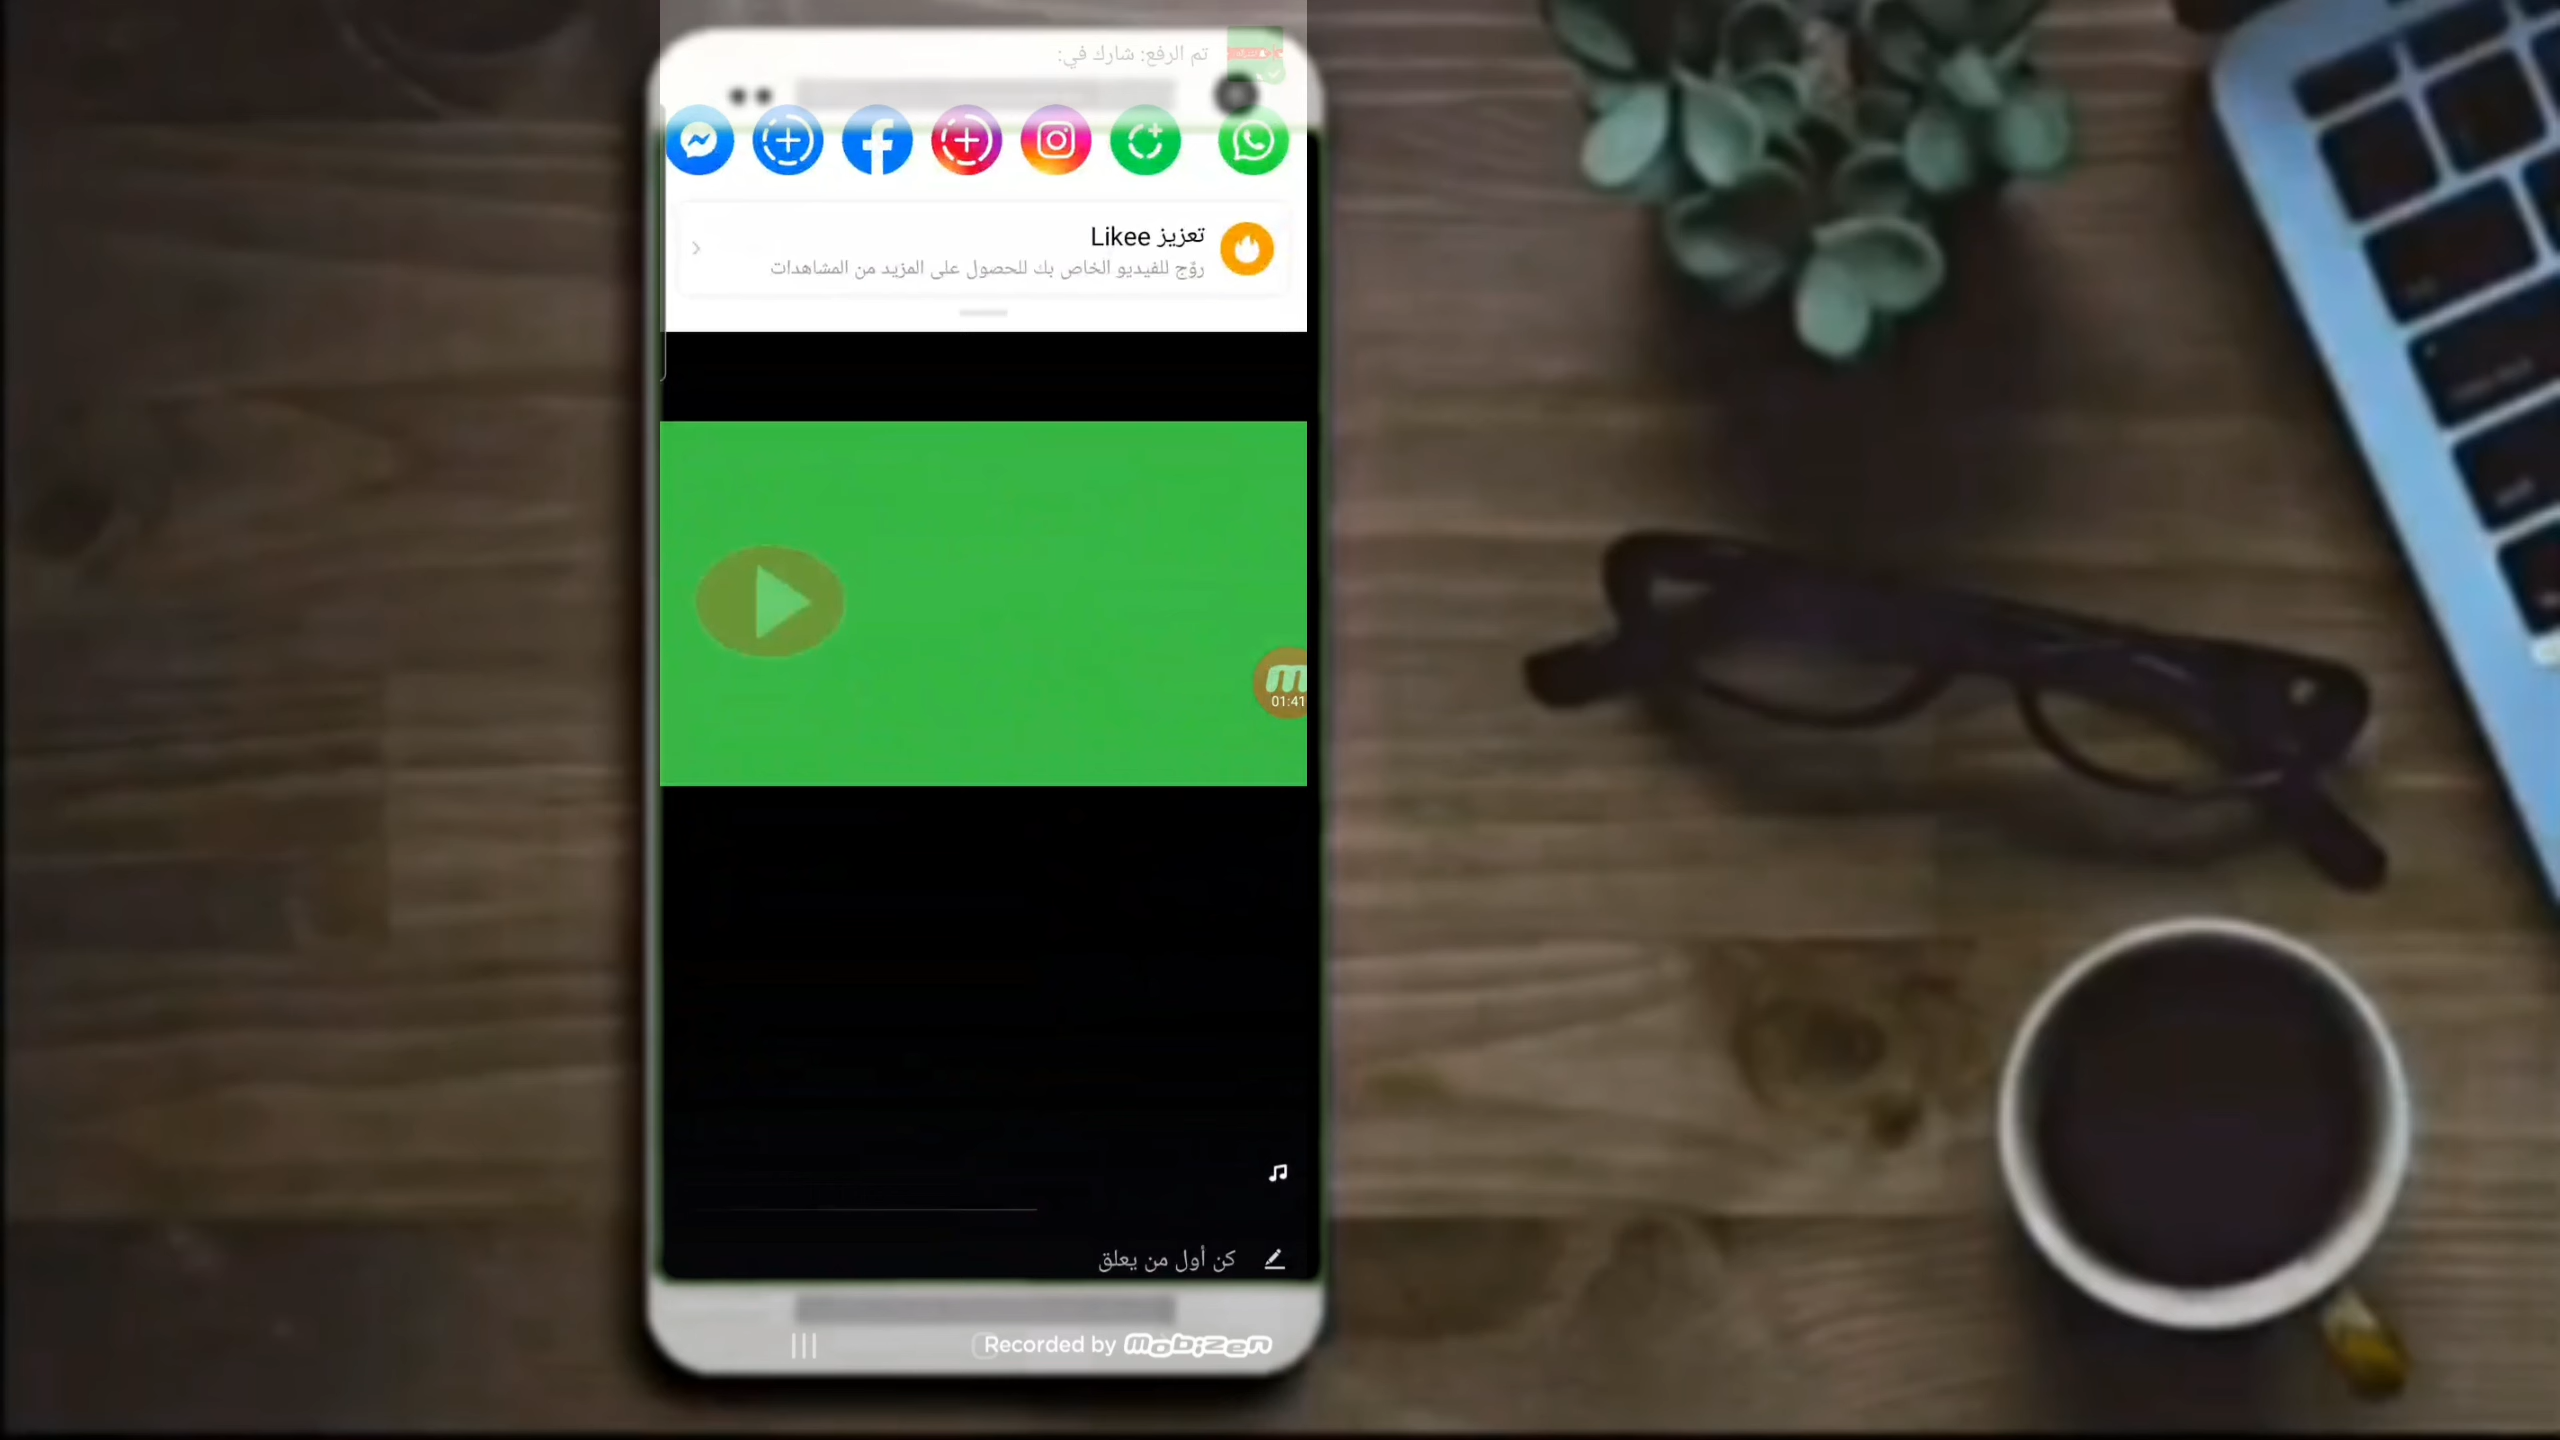 تم الرفع: شارك في:
تعزيز Likee
روّج للفيديو الخاص بك للحصول على المزيد من المشاهدات
01:41
كن أول من يعلق
Recorded by mobizen